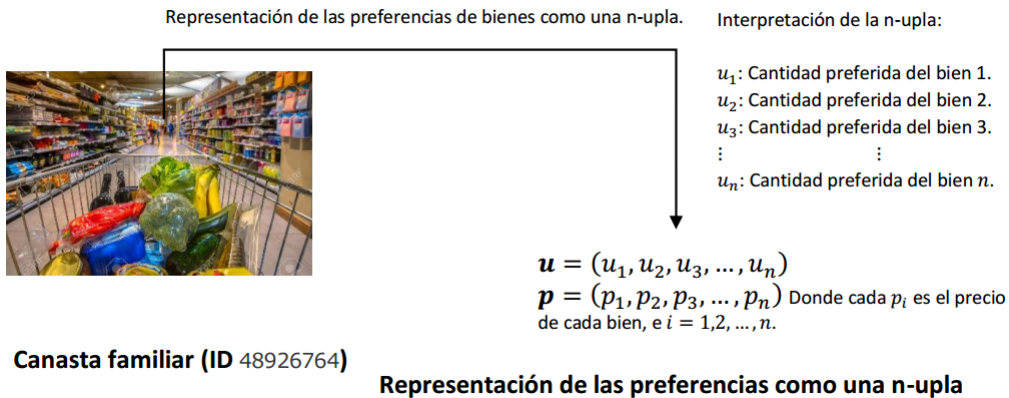 Representación de las preferencias de bienes como una n-upla.
Interpretación de la n-upla:
u₁: Cantidad preferida del bien 1.
u₂: Cantidad preferida del bien 2.
u₃: Cantidad preferida del bien 3.
⋮ ⋮
uₙ: Cantidad preferida del bien n.
u = (u₁, u₂, u₃, … , uₙ)
p = (p₁, p₂, p₃, … , pₙ) Donde cada pᵢ es el precio
de cada bien, e i = 1,2, … , n.
Canasta familiar (ID 48926764)
Representación de las preferencias como una n-upla